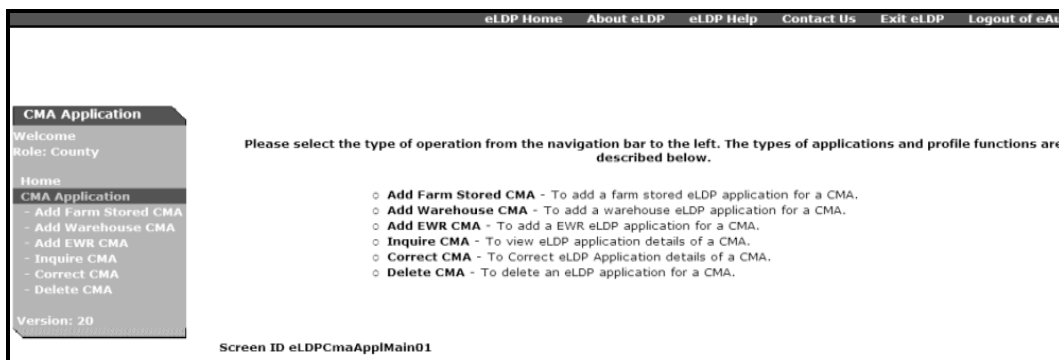 eLDP Home About eLDP eLDP Help Contact Us Exit eLDP Logout of eAu
CMA Application
Welcome
Role: County
Home
CMA Application
- Add Farm Stored CMA
- Add Warehouse CMA
- Add EWR CMA
- Inquire CMA
- Correct CMA
- Delete CMA
Version: 20
Please select the type of operation from the navigation bar to the left. The types of applications and profile functions are
described below.
o Add Farm Stored CMA - To add a farm stored eLDP application for a CMA.
o Add Warehouse CMA - To add a warehouse eLDP application for a CMA.
o Add EWR CMA - To add a EWR eLDP application for a CMA.
o Inquire CMA - To view eLDP application details of a CMA.
o Correct CMA - To Correct eLDP Application details of a CMA.
o Delete CMA - To delete an eLDP application for a CMA.
Screen ID eLDPCmaApplMain01